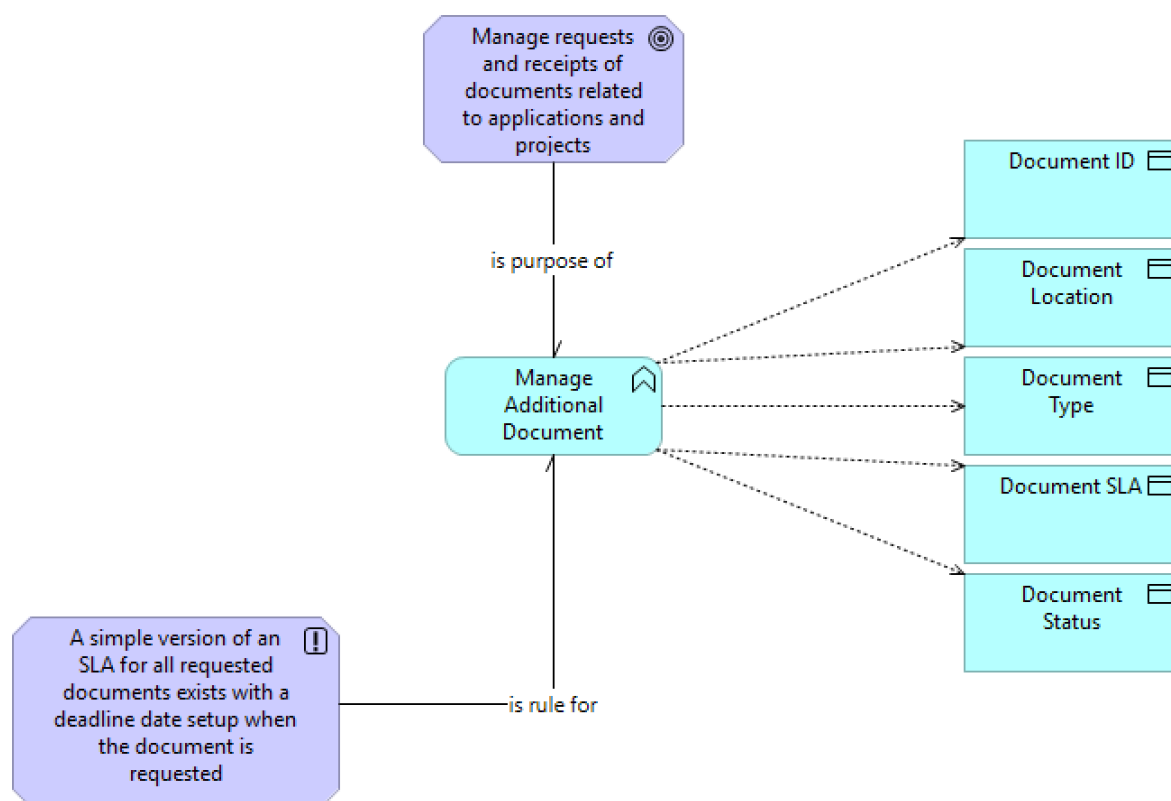 Manage requests
and receipts of
documents related
to applications and
projects
is purpose of
Document ID
Document
Location
Manage
Additional
Document
Document
Type
Document SLA
Document
Status
A simple version of an
SLA for all requested
documents exists with a
deadline date setup when
the document is
requested
is rule for